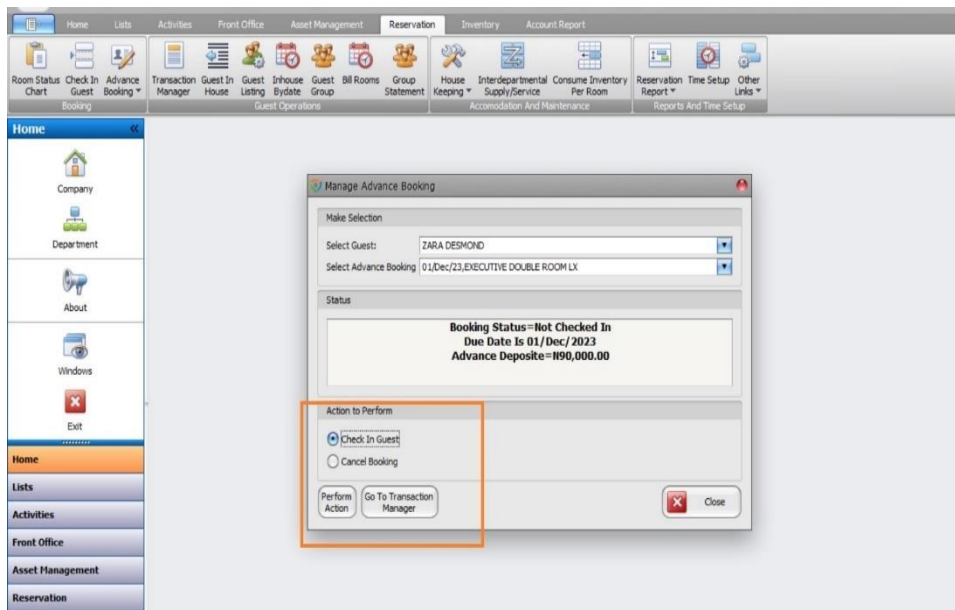 Home Lists Activities Front Office Asset Management Reservation Inventory Account Report
Room Status Check In Advance Transaction Guest In Guest Inhouse Guest Bill Rooms Group House Interdepartmental Consume Inventory Reservation Time Setup Other
Chart Guest Booking Manager House Listing Bydate Group Statement Keeping Supply/Service Per Room Report Links
Booking Guest Operations Accomodation And Maintenance Reports And Time Setup
Home
Company
Department
About
Windows
Exit
Home
Lists
Activities
Front Office
Asset Management
Reservation
Manage Advance Booking
Make Selection
Select Guest: ZARA DESMOND
Select Advance Booking 01/Dec/23,EXECUTIVE DOUBLE ROOM LX
Status
Booking Status=Not Checked In
Due Date Is 01/Dec/2023
Advance Deposite=₦90,000.00
Action to Perform
Check In Guest
Cancel Booking
Perform Go To Transaction Close
Action Manager